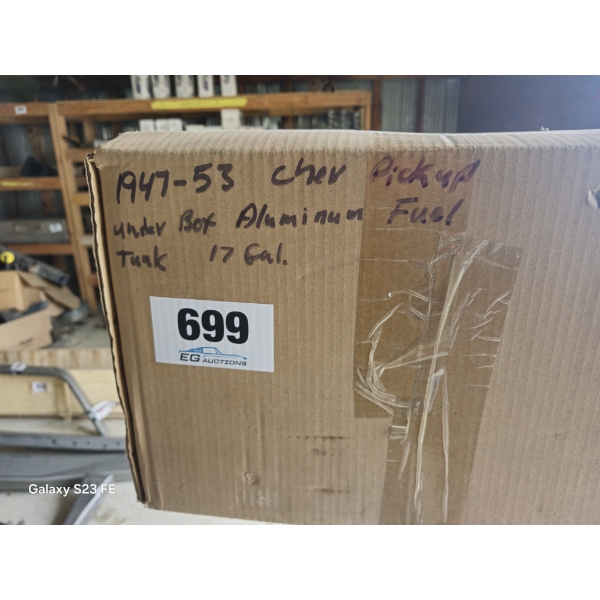 1947-53 chev Pickup
under Box Aluminum Fuel
Tank 17 Gal.
699
EG AUCTIONS
Galaxy S23 FE